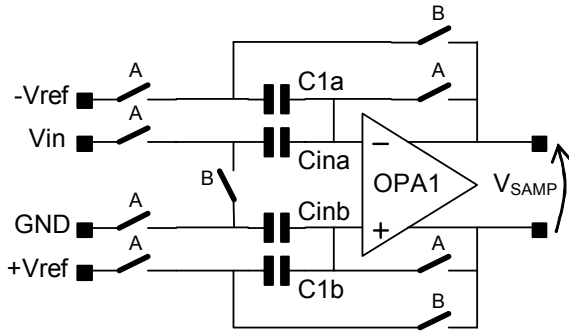 B
A
C1a
A
-Vref
A
Vin
Cina
−
B
OPA1
VSAMP
A
GND
Cinb
+
A
+Vref
C1b
A
B